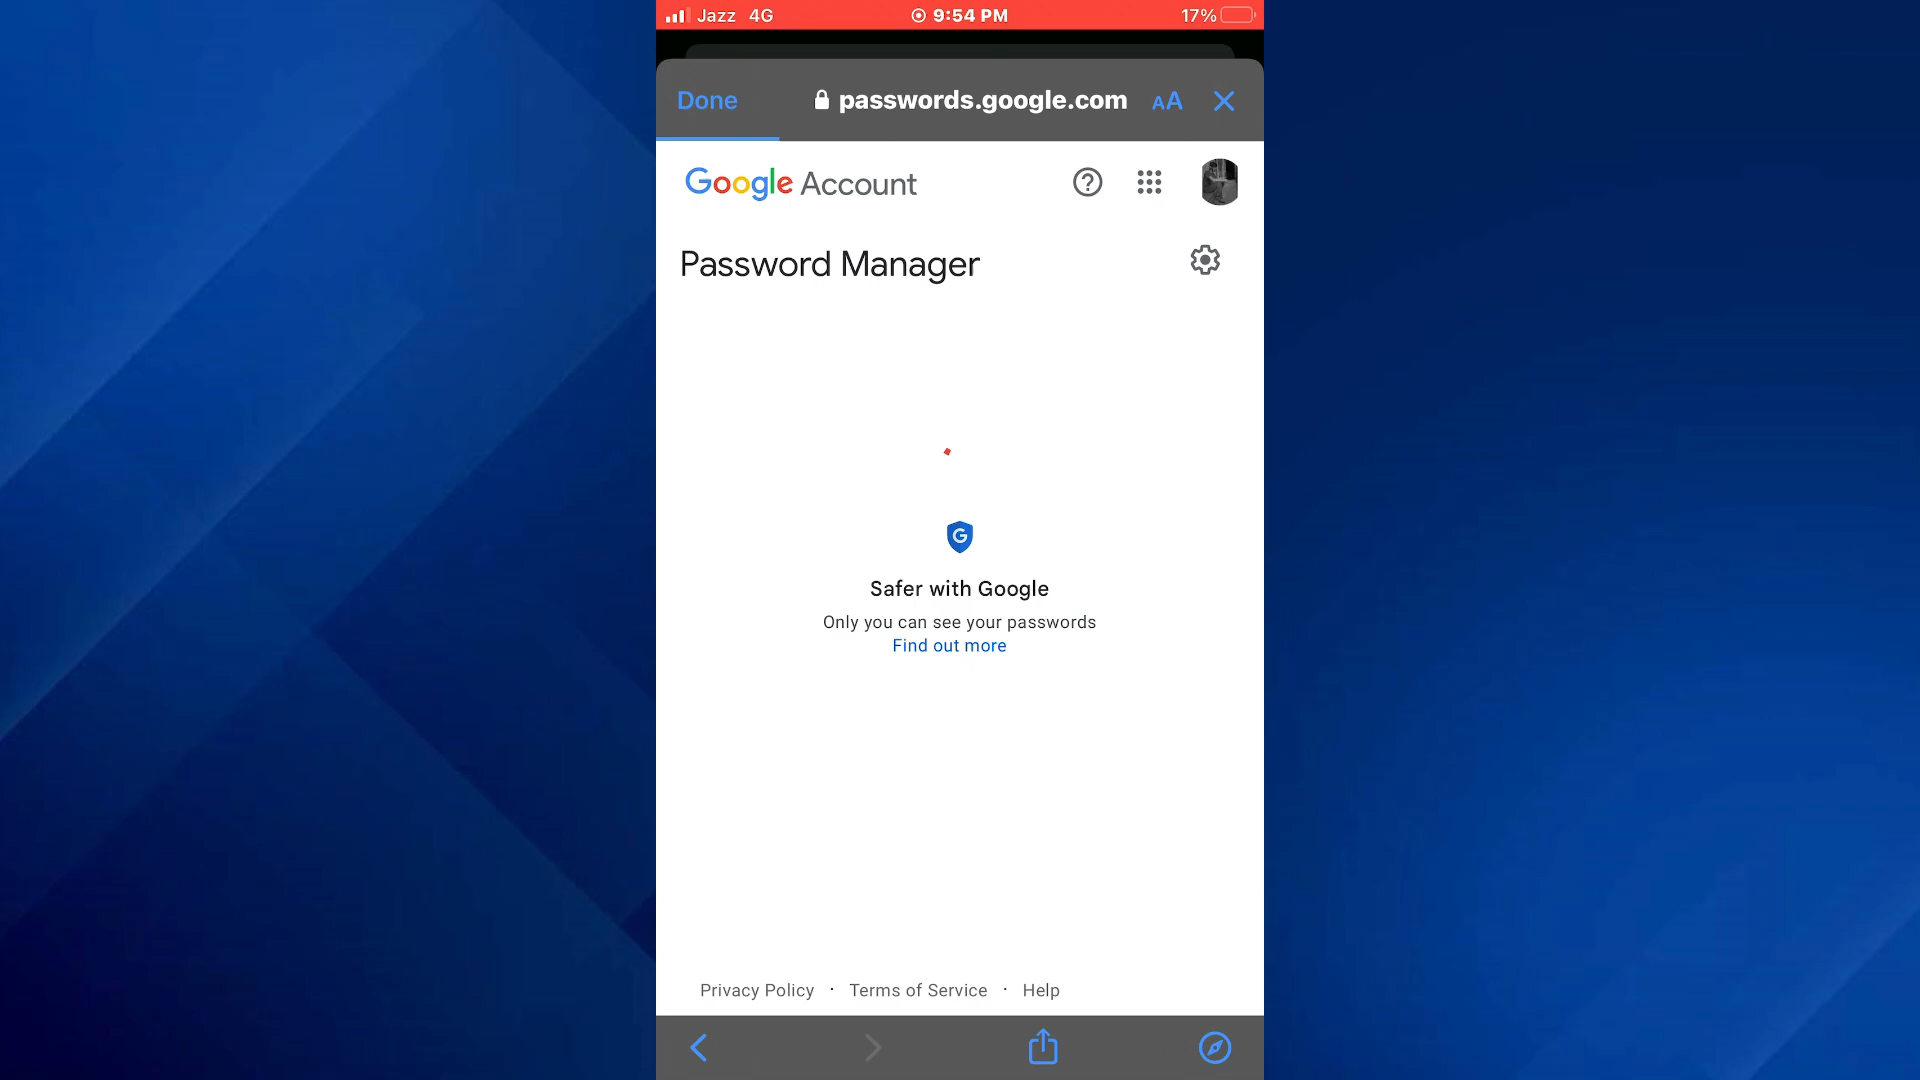 Jazz 4G 9:54 PM 17%
Done passwords.google.com AA
Google Account
Password Manager
G
Safer with Google
Only you can see your passwords
Find out more
Privacy Policy · Terms of Service · Help